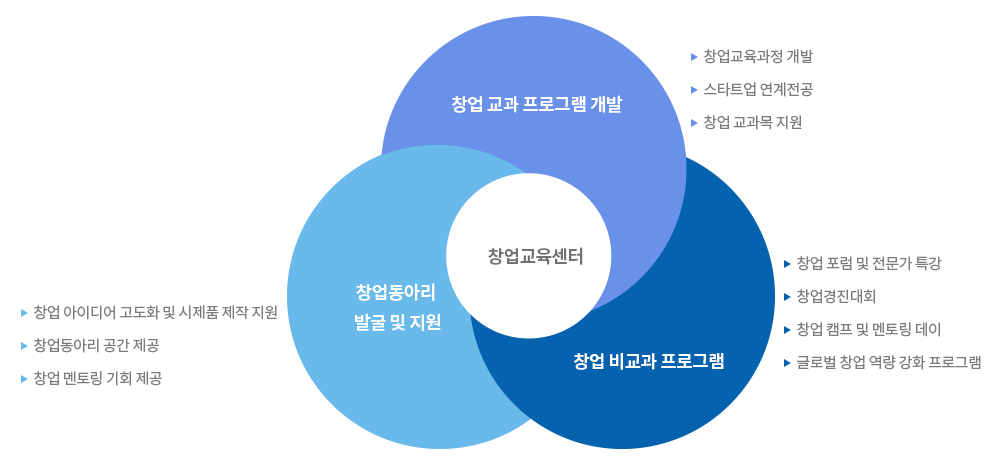 창업 교과 프로그램 개발
▶ 창업교육과정 개발
▶ 스타트업 연계전공
▶ 창업 교과목 지원
창업교육센터
창업동아리
발굴 및 지원
▶ 창업 아이디어 고도화 및 시제품 제작 지원
▶ 창업동아리 공간 제공
▶ 창업 멘토링 기회 제공
창업 비교과 프로그램
▶ 창업 포럼 및 전문가 특강
▶ 창업경진대회
▶ 창업 캠프 및 멘토링 데이
▶ 글로벌 창업 역량 강화 프로그램